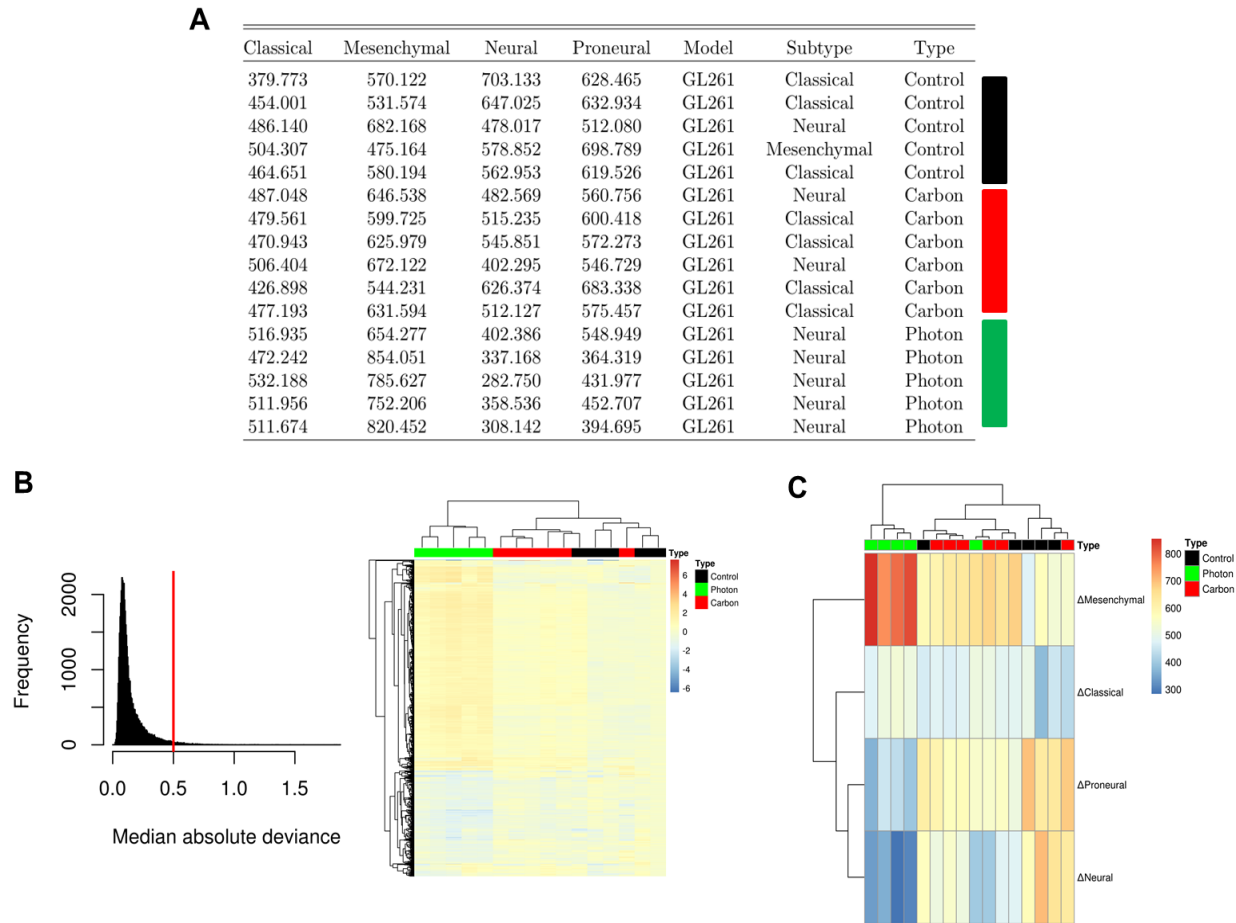 A
Classical Mesenchymal Neural Proneural Model Subtype Type
379.773 570.122 703.133 628.465 GL261 Classical Control
454.001 531.574 647.025 632.934 GL261 Classical Control
486.140 682.168 478.017 512.080 GL261 Neural Control
504.307 475.164 578.852 698.789 GL261 Mesenchymal Control
464.651 580.194 562.953 619.526 GL261 Classical Control
487.048 646.538 482.569 560.756 GL261 Neural Carbon
479.561 599.725 515.235 600.418 GL261 Classical Carbon
470.943 625.979 545.851 572.273 GL261 Classical Carbon
506.404 672.122 402.295 546.729 GL261 Neural Carbon
426.898 544.231 626.374 683.338 GL261 Classical Carbon
477.193 631.594 512.127 575.457 GL261 Classical Carbon
516.935 654.277 402.386 548.949 GL261 Neural Photon
472.242 854.051 337.168 364.319 GL261 Neural Photon
532.188 785.627 282.750 431.977 GL261 Neural Photon
511.956 752.206 358.536 452.707 GL261 Neural Photon
511.674 820.452 308.142 394.695 GL261 Neural Photon
B
Frequency
0 1000 2000
0.0 0.5 1.0 1.5
Median absolute deviance
Type
Type
Control
Photon
Carbon
6
4
2
0
-2
-4
-6
C
Type
ΔMesenchymal
ΔClassical
ΔProneural
ΔNeural
800
700
600
500
400
300
Type
Control
Photon
Carbon